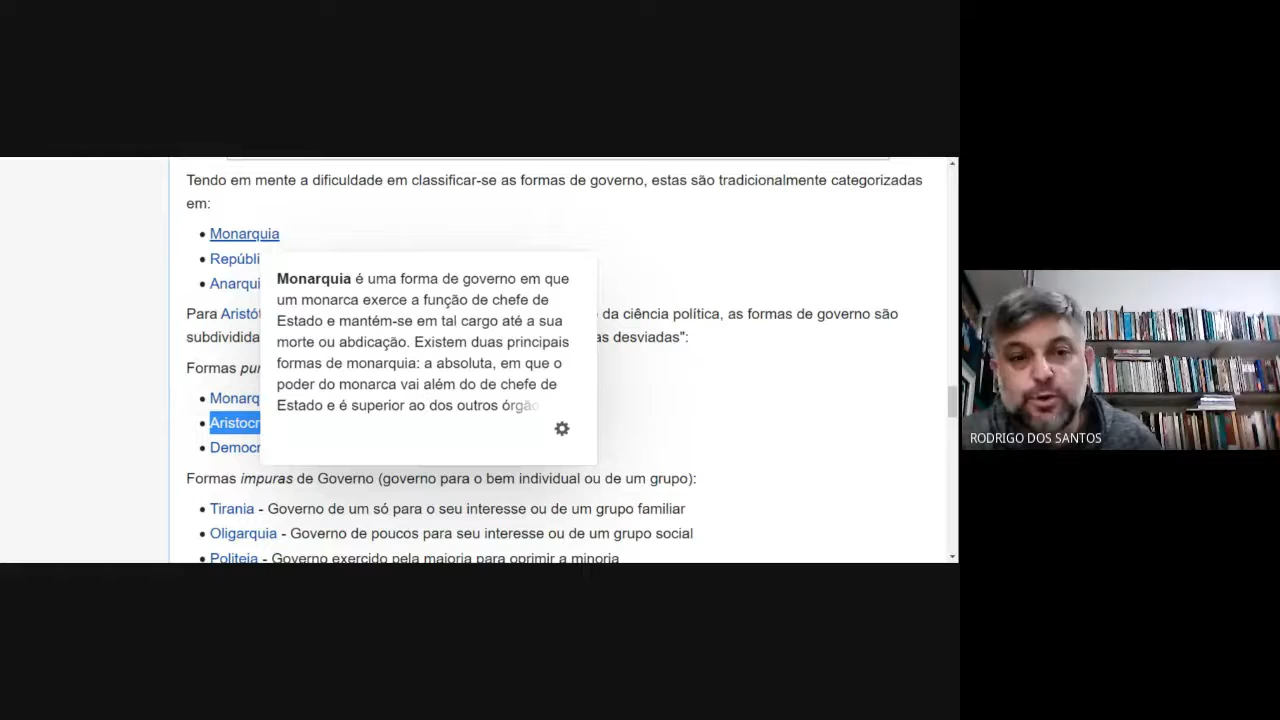 Tendo em mente a dificuldade em classificar-se as formas de governo, estas são tradicionalmente categorizadas
em:
• Monarquia
• Repúbli
• Anarqui
Monarquia é uma forma de governo em que
um monarca exerce a função de chefe de
Estado e mantém-se em tal cargo até a sua
morte ou abdicação. Existem duas principais
formas de monarquia: a absoluta, em que o
poder do monarca vai além do de chefe de
Estado e é superior ao dos outros órgão
Para Aristót da ciência política, as formas de governo são
subdividida as desviadas":
Formas pur
• Monarq
• Aristocr
• Democr
Formas impuras de Governo (governo para o bem individual ou de um grupo):
• Tirania - Governo de um só para o seu interesse ou de um grupo familiar
• Oligarquia - Governo de poucos para seu interesse ou de um grupo social
• Politeia - Governo exercido pela maioria para oprimir a minoria
RODRIGO DOS SANTOS